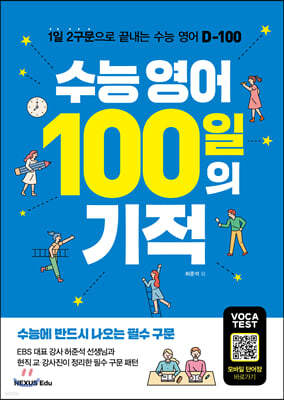 1일 2구문으로 끝내는 수능 영어 D-100
수능 영어
100일의
기적
허준석 저
VOCA
TEST
모바일 단어장
바로가기
수능에 반드시 나오는 필수 구문
EBS 대표 강사 허준석 선생님과
현직 교·강사진이 정리한 필수 구문 패턴
NEXUS Edu